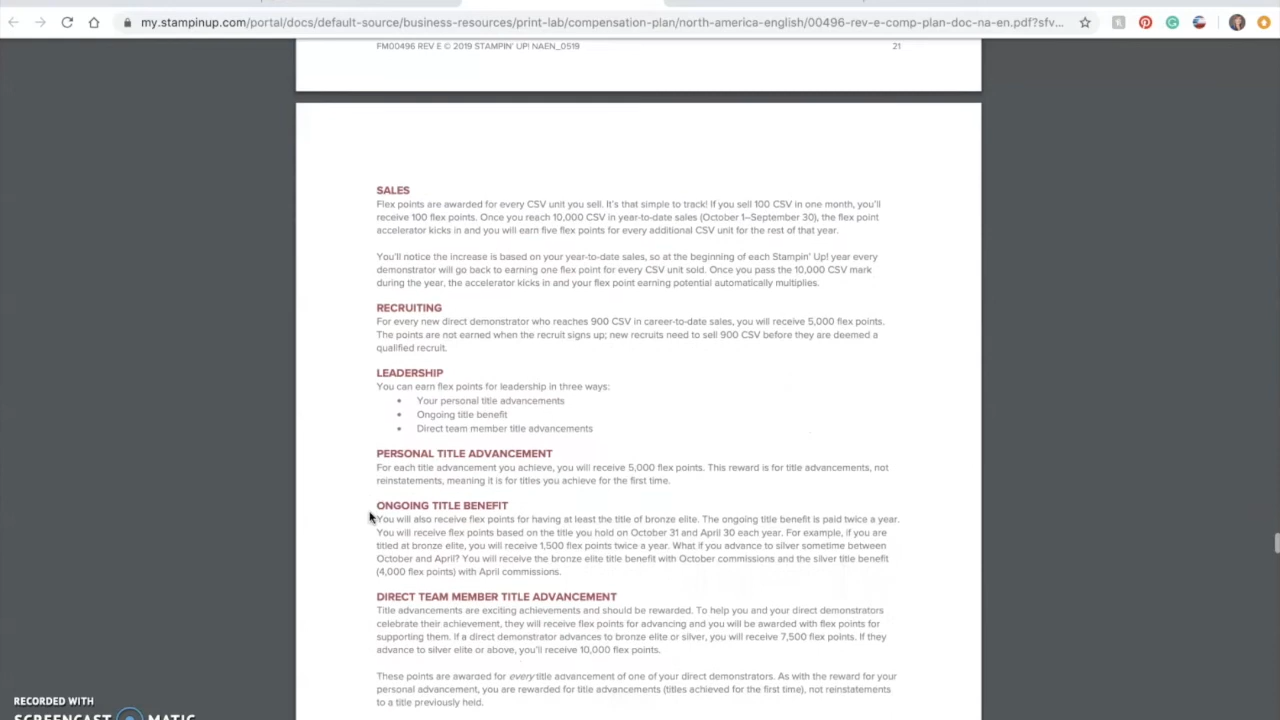 my.stampinup.com/portal/docs/default-source/business-resources/print-lab/compensation-plan/north-america-english/00496-rev-e-comp-plan-doc-na-en.pdf?sfv...
FM00496 REV E © 2019 STAMPIN' UP! NAEN_0519 21
SALES
Flex points are awarded for every CSV unit you sell. It's that simple to track! If you sell 100 CSV in one month, you'll
receive 100 flex points. Once you reach 10,000 CSV in year-to-date sales (October 1–September 30), the flex point
accelerator kicks in and you will earn five flex points for every additional CSV unit for the rest of that year.
You'll notice the increase is based on your year-to-date sales, so at the beginning of each Stampin' Up! year every
demonstrator will go back to earning one flex point for every CSV unit sold. Once you pass the 10,000 CSV mark
during the year, the accelerator kicks in and your flex point earning potential automatically multiplies.
RECRUITING
For every new direct demonstrator who reaches 900 CSV in career-to-date sales, you will receive 5,000 flex points.
The points are not earned when the recruit signs up; new recruits need to sell 900 CSV before they are deemed a
qualified recruit.
LEADERSHIP
You can earn flex points for leadership in three ways:
• Your personal title advancements
• Ongoing title benefit
• Direct team member title advancements
PERSONAL TITLE ADVANCEMENT
For each title advancement you achieve, you will receive 5,000 flex points. This reward is for title advancements, not
reinstatements, meaning it is for titles you achieve for the first time.
ONGOING TITLE BENEFIT
You will also receive flex points for having at least the title of bronze elite. The ongoing title benefit is paid twice a year.
You will receive flex points based on the title you hold on October 31 and April 30 each year. For example, if you are
titled at bronze elite, you will receive 1,500 flex points twice a year. What if you advance to silver sometime between
October and April? You will receive the bronze elite title benefit with October commissions and the silver title benefit
(4,000 flex points) with April commissions.
DIRECT TEAM MEMBER TITLE ADVANCEMENT
Title advancements are exciting achievements and should be rewarded. To help you and your direct demonstrators
celebrate their achievement, they will receive flex points for advancing and you will be awarded with flex points for
supporting them. If a direct demonstrator advances to bronze elite or silver, you will receive 7,500 flex points. If they
advance to silver elite or above, you'll receive 10,000 flex points.
These points are awarded for every title advancement of one of your direct demonstrators. As with the reward for your
personal advancement, you are rewarded for title advancements (titles achieved for the first time), not reinstatements
to a title previously held.
RECORDED WITH
SCREENCAST MATIC